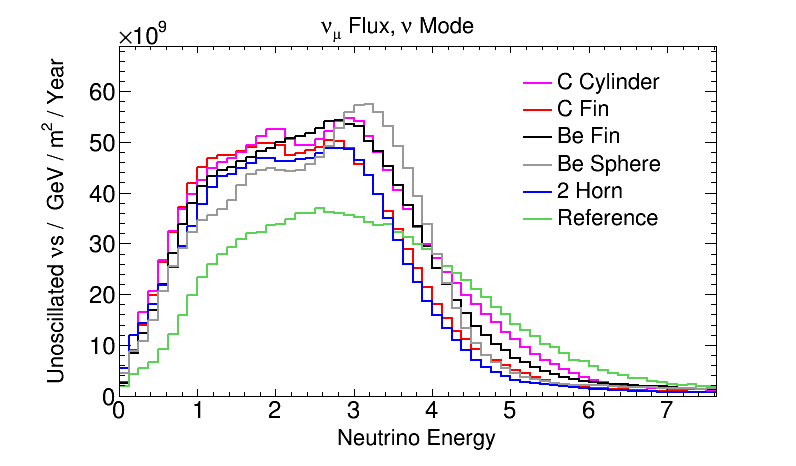 ν_μ Flux, ν Mode
×10^9
Unoscillated νs / GeV / m^2 / Year
60
50
40
30
20
10
0
C Cylinder
C Fin
Be Fin
Be Sphere
2 Horn
Reference
0 1 2 3 4 5 6 7
Neutrino Energy